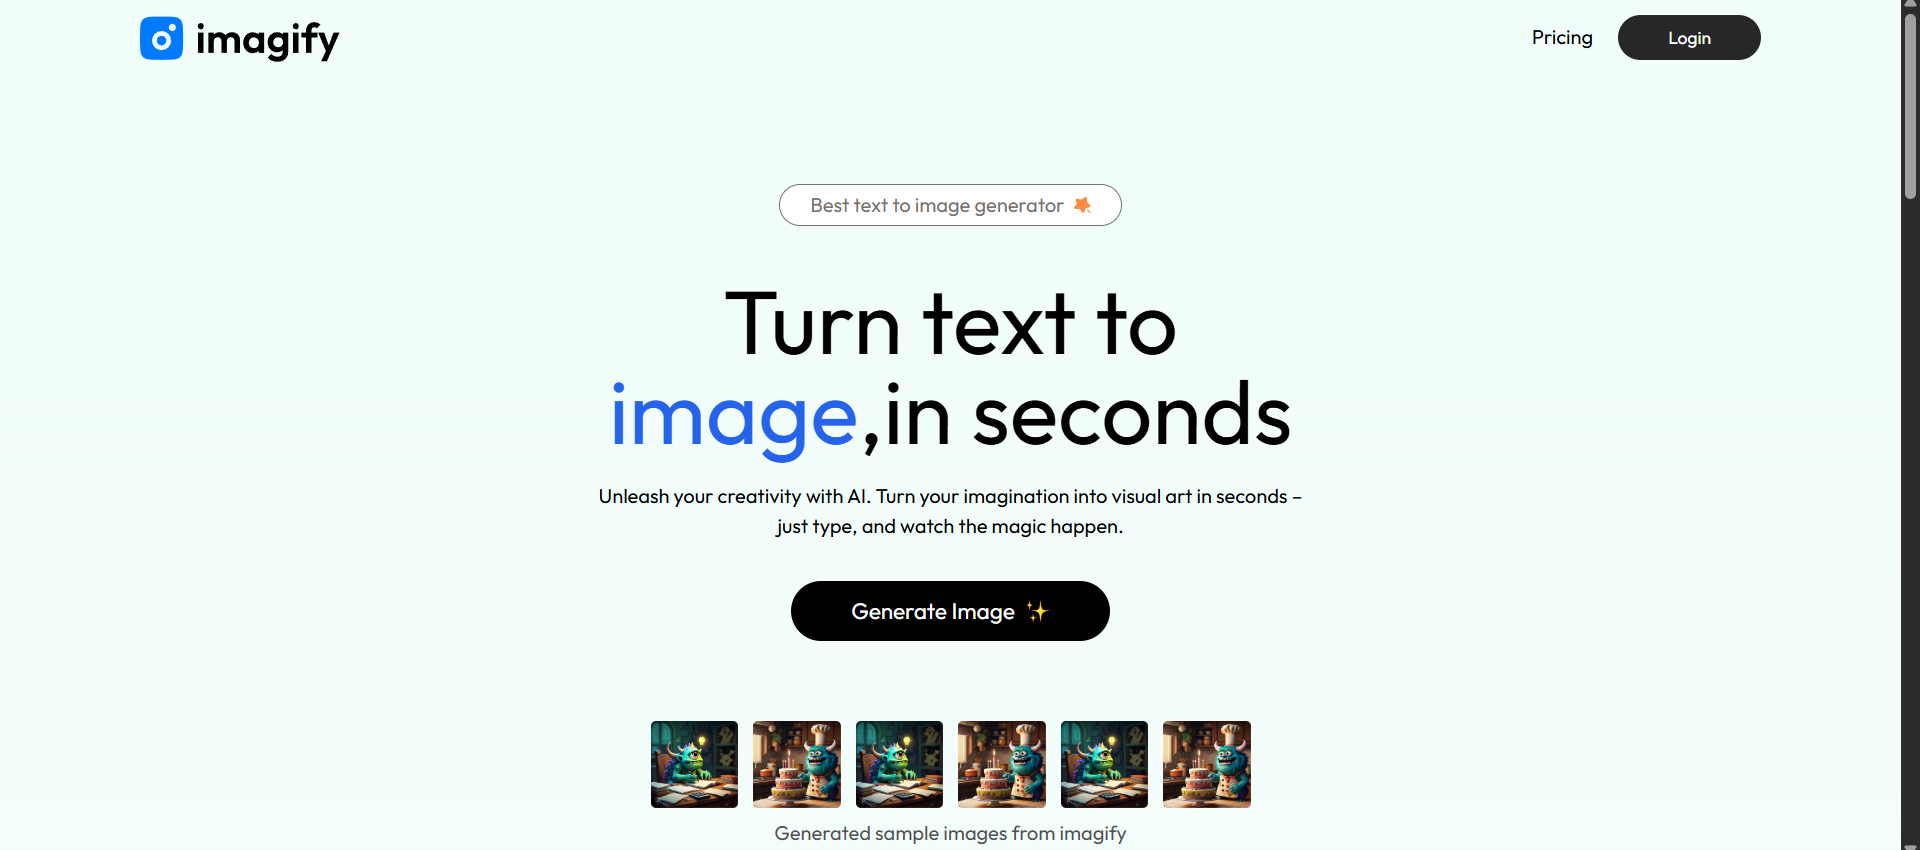 imagify
Pricing
Login
Best text to image generator
Turn text to
image,in seconds
Unleash your creativity with AI. Turn your imagination into visual art in seconds –
just type, and watch the magic happen.
Generate Image ✨
Generated sample images from imagify